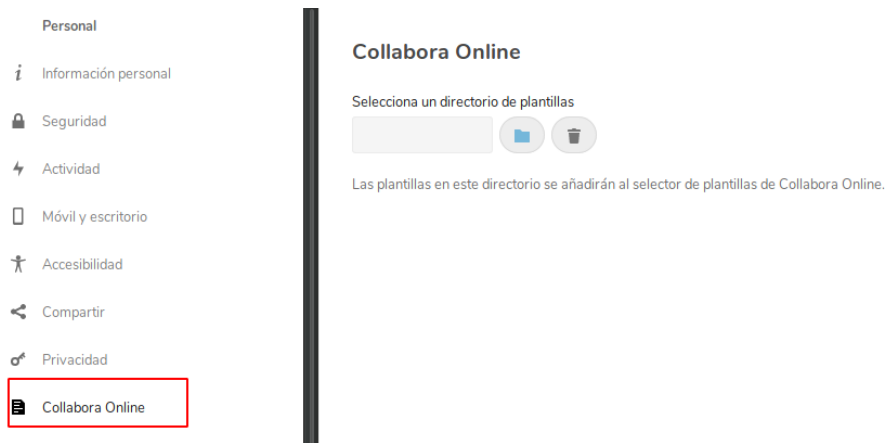 Personal
Información personal
Seguridad
Actividad
Móvil y escritorio
Accesibilidad
Compartir
Privacidad
Collabora Online
Collabora Online
Selecciona un directorio de plantillas
Las plantillas en este directorio se añadirán al selector de plantillas de Collabora Online.